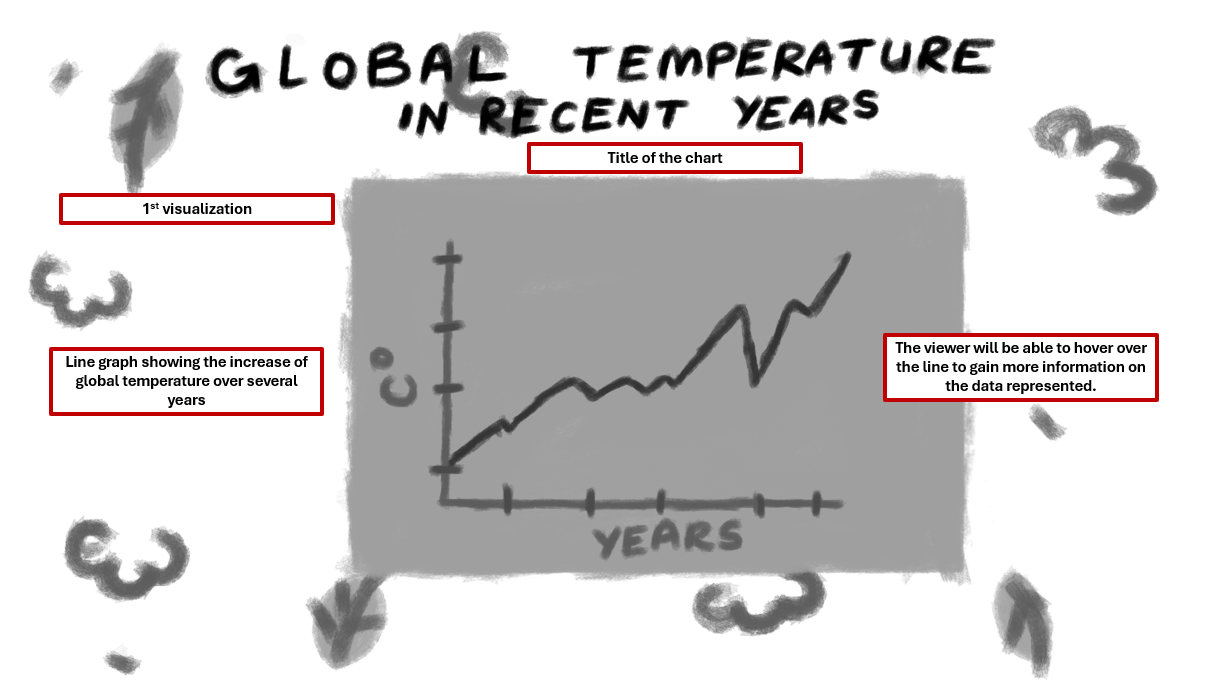 GLOBAL TEMPERATURE
IN RECENT YEARS
Title of the chart
1st visualization
Line graph showing the increase of
global temperature over several
years
C°
The viewer will be able to hover over
the line to gain more information on
the data represented.
YEARS